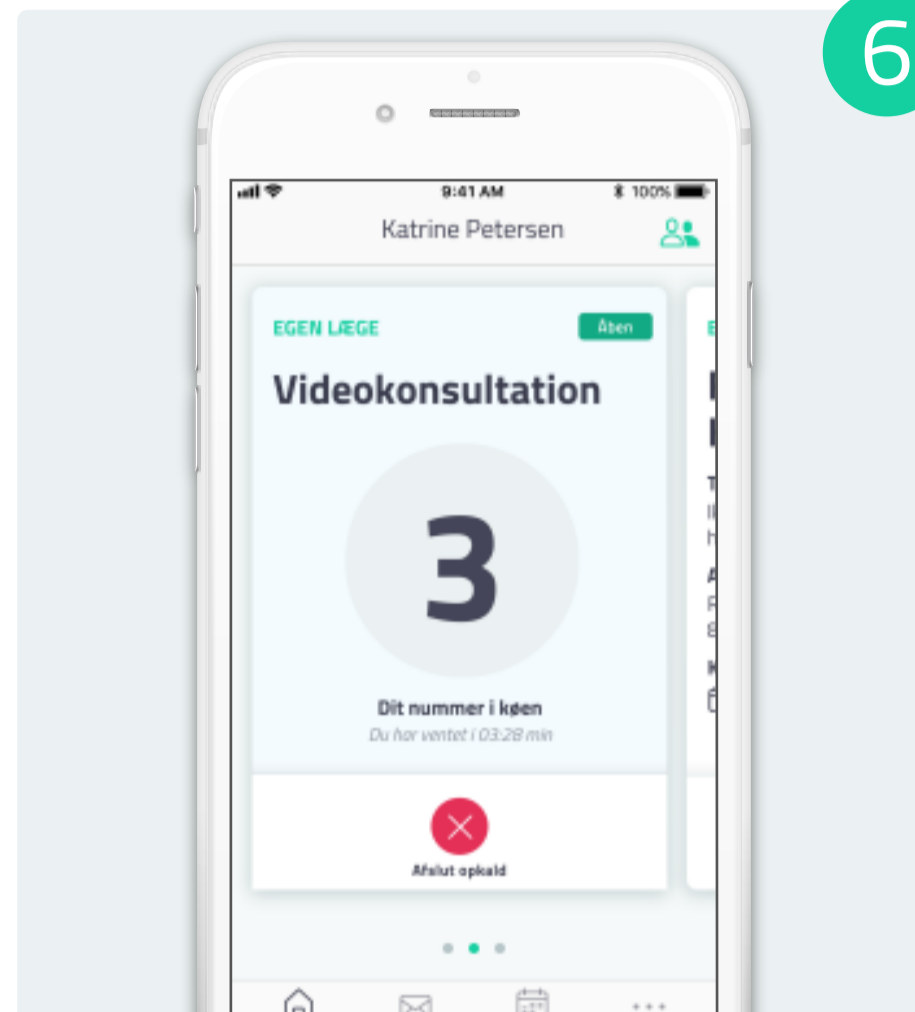 6
9:41 AM
100%
Katrine Petersen
EGEN LÆGE
Åben
Videokonsultation
3
Dit nummer i køen
Du har ventet i 03:28 min
Afslut opkald